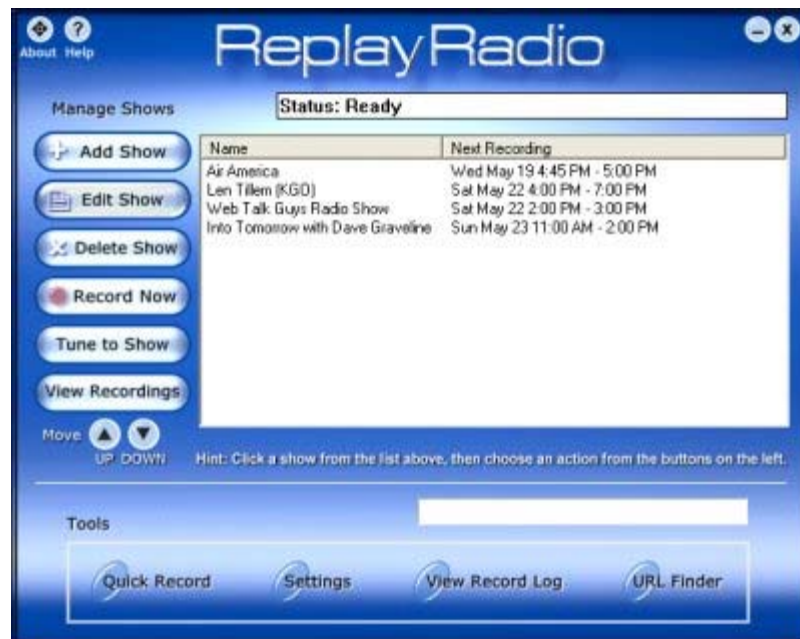 About Help
ReplayRadio
Manage Shows
Status: Ready
Add Show
Edit Show
Delete Show
Record Now
Tune to Show
View Recordings
Move
UP DOWN
Name Next Recording
Air America Wed May 19 4:45 PM - 5:00 PM
Len Tillem (KGO) Sat May 22 4:00 PM - 7:00 PM
Web Talk Guys Radio Show Sat May 22 2:00 PM - 3:00 PM
Into Tomorrow with Dave Graveline Sun May 23 11:00 AM - 2:00 PM
Hint: Click a show from the list above, then choose an action from the buttons on the left.
Tools
Quick Record Settings View Record Log URL Finder